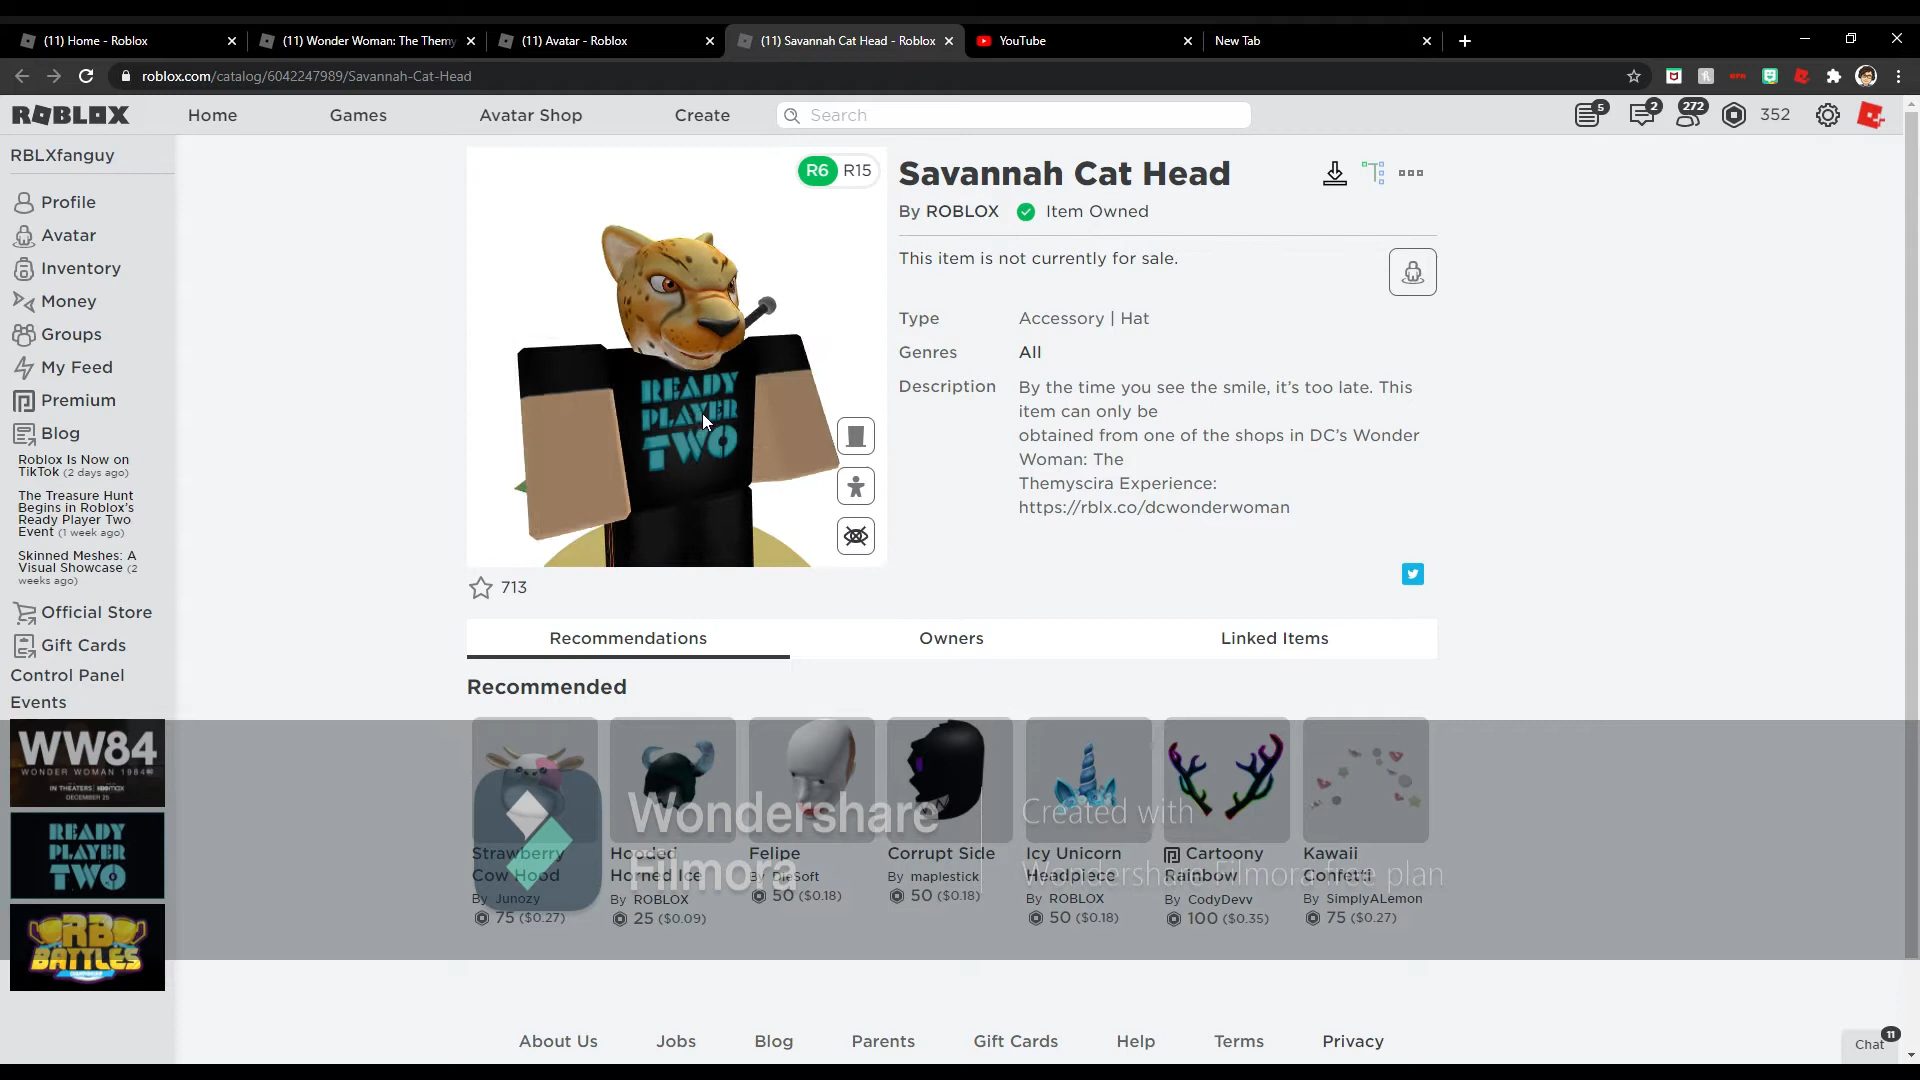 (11) Home - Roblox
(11) Wonder Woman: The Themy
(11) Avatar - Roblox
(11) Savannah Cat Head - Roblox
YouTube
New Tab
roblox.com/catalog/6042247989/Savannah-Cat-Head
ROBLOX
Home
Games
Avatar Shop
Create
Search
5
2
272
352
RBLXfanguy
Profile
Avatar
Inventory
Money
Groups
My Feed
Premium
Blog
Roblox Is Now on
TikTok (2 days ago)
The Treasure Hunt
Begins in Roblox's
Ready Player Two
Event (1 week ago)
Skinned Meshes: A
Visual Showcase (2
weeks ago)
Official Store
Gift Cards
Control Panel
Events
WW84
WONDER WOMAN 1984
IN THEATERS
DECEMBER 25
READY
PLAYER
TWO
RB
BATTLES
R6 R15
READY
PLAYER
TWO
713
Savannah Cat Head
By ROBLOX Item Owned
This item is not currently for sale.
Type Accessory | Hat
Genres All
Description By the time you see the smile, it's too late. This
item can only be
obtained from one of the shops in DC's Wonder
Woman: The
Themyscira Experience:
https://rblx.co/dcwonderwoman
Recommendations
Owners
Linked Items
Recommended
Strawberry
Cow Hood
By Junozy
75 ($0.27)
Hooded
Horned Ice
By ROBLOX
25 ($0.09)
Felipe
By DieSoft
50 ($0.18)
Corrupt Side
By maplestick
50 ($0.18)
Icy Unicorn
Headpiece
By ROBLOX
50 ($0.18)
Cartoony
Rainbow
By CodyDevv
100 ($0.35)
Kawaii
Confetti
By SimplyALemon
75 ($0.27)
Wondershare
Filmora
Created with
Wondershare Filmora free plan
About Us
Jobs
Blog
Parents
Gift Cards
Help
Terms
Privacy
Chat
11